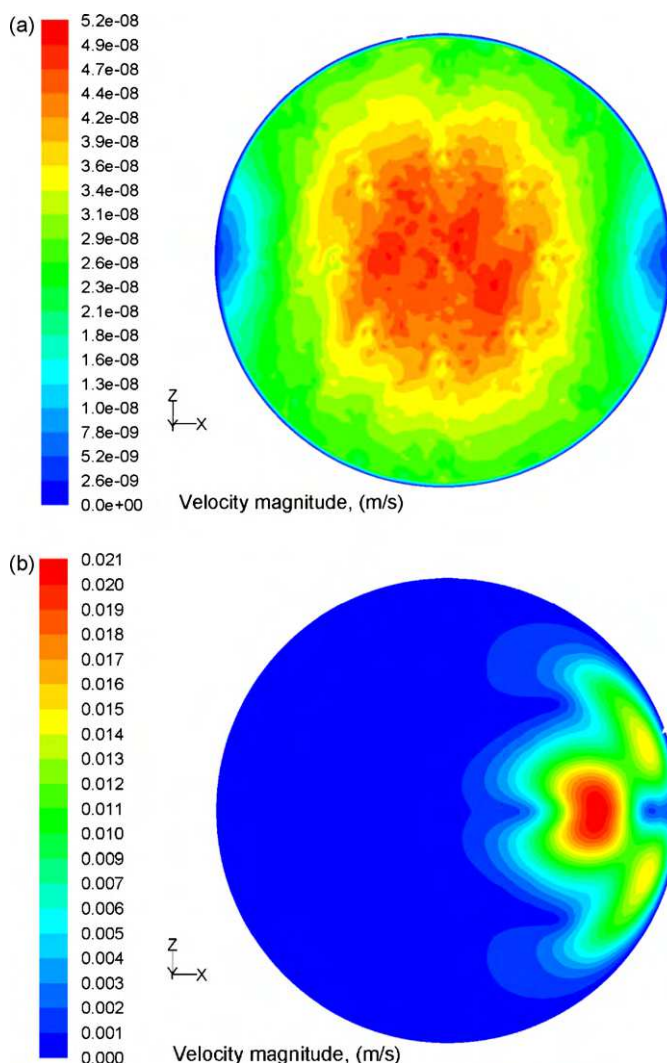 (a)
5.2e-08
4.9e-08
4.7e-08
4.4e-08
4.2e-08
3.9e-08
3.6e-08
3.4e-08
3.1e-08
2.9e-08
2.6e-08
2.3e-08
2.1e-08
1.8e-08
1.6e-08
1.3e-08
1.0e-08
7.8e-09
5.2e-09
2.6e-09
0.0e+00
Z
Y X
Velocity magnitude, (m/s)
(b)
0.021
0.020
0.019
0.018
0.017
0.016
0.015
0.014
0.013
0.012
0.011
0.010
0.009
0.008
0.007
0.006
0.005
0.004
0.003
0.002
0.001
0.000
Z
Y X
Velocity magnitude, (m/s)